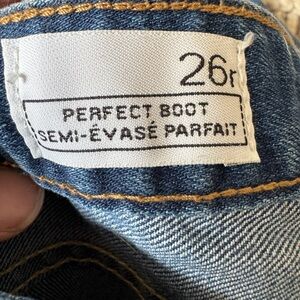 26r
PERFECT BOOT
SEMI-ÉVASÉ PARFAIT